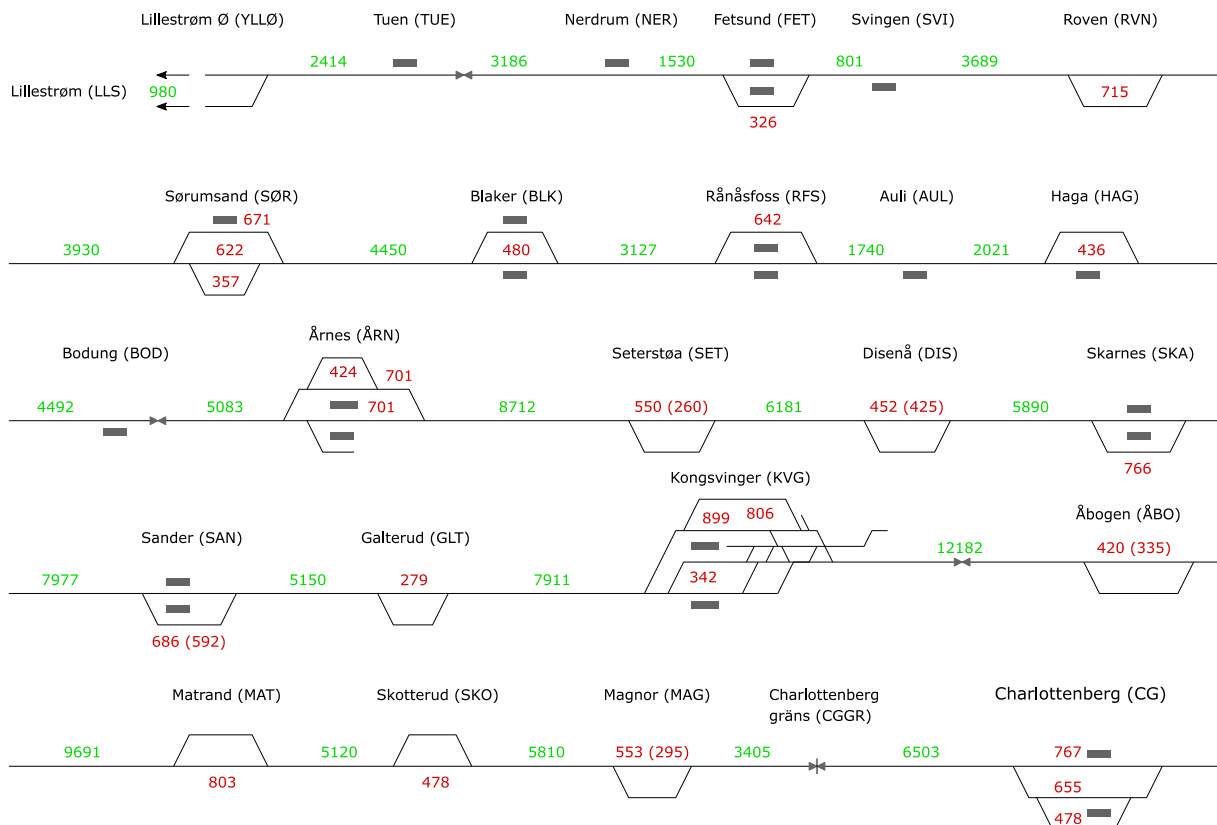 Lillestrøm Ø (YLLØ) Tuen (TUE) Nerdrum (NER) Fetsund (FET) Svingen (SVI) Roven (RVN)
2414 3186 1530 801 3689
Lillestrøm (LLS) 980 715
326
Sørumsand (SØR) Blaker (BLK) Rånåsfoss (RFS) Auli (AUL) Haga (HAG)
671 642
3930 622 4450 480 3127 1740 2021 436
357
Årnes (ÅRN)
Bodung (BOD) Seterstøa (SET) Disenå (DIS) Skarnes (SKA)
424 701
4492 5083 701 8712 550 (260) 6181 452 (425) 5890
766
Kongsvinger (KVG)
899 806 Åbogen (ÅBO)
Sander (SAN) Galterud (GLT)
12182 420 (335)
7977 5150 279 7911 342
686 (592)
Matrand (MAT) Skotterud (SKO) Magnor (MAG) Charlottenberg Charlottenberg (CG)
gräns (CGGR)
9691 5120 5810 553 (295) 3405 6503 767
803 478 655
478